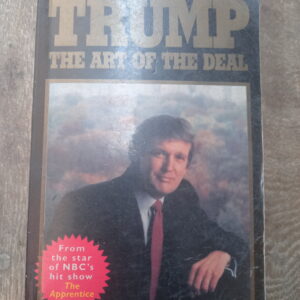 TRUMP
THE ART OF THE DEAL
From
the star
of NBC's
hit show
The
Apprentice